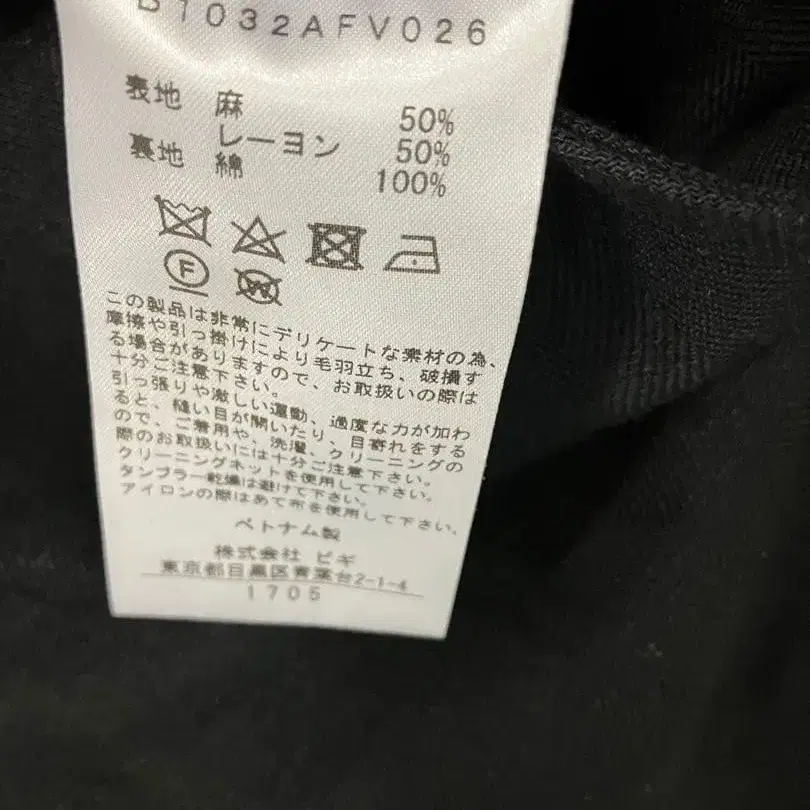 B1032AFV026
表地 麻 50%
レーヨン 50%
裏地 綿 100%
F W
この製品は非常にデリケートな素材の為、
摩擦や引っ掛けにより毛羽立ち、破損す
る場合がありますので、お取扱いの際は
十分ご注意下さい。
引っ張りや激しい運動、過度な力が加わ
ると、縫い目が開いたり、目寄れをする
ので、ご着用や、洗濯、クリーニングの
際のお取扱いには十分ご注意下さい。
クリーニングネットを使用して下さい。
タンブラー乾燥は避けて下さい。
アイロンの際はあて布を使用して下さい。
ベトナム製
株式会社 ビギ
東京都目黒区青葉台2-1-4
1705